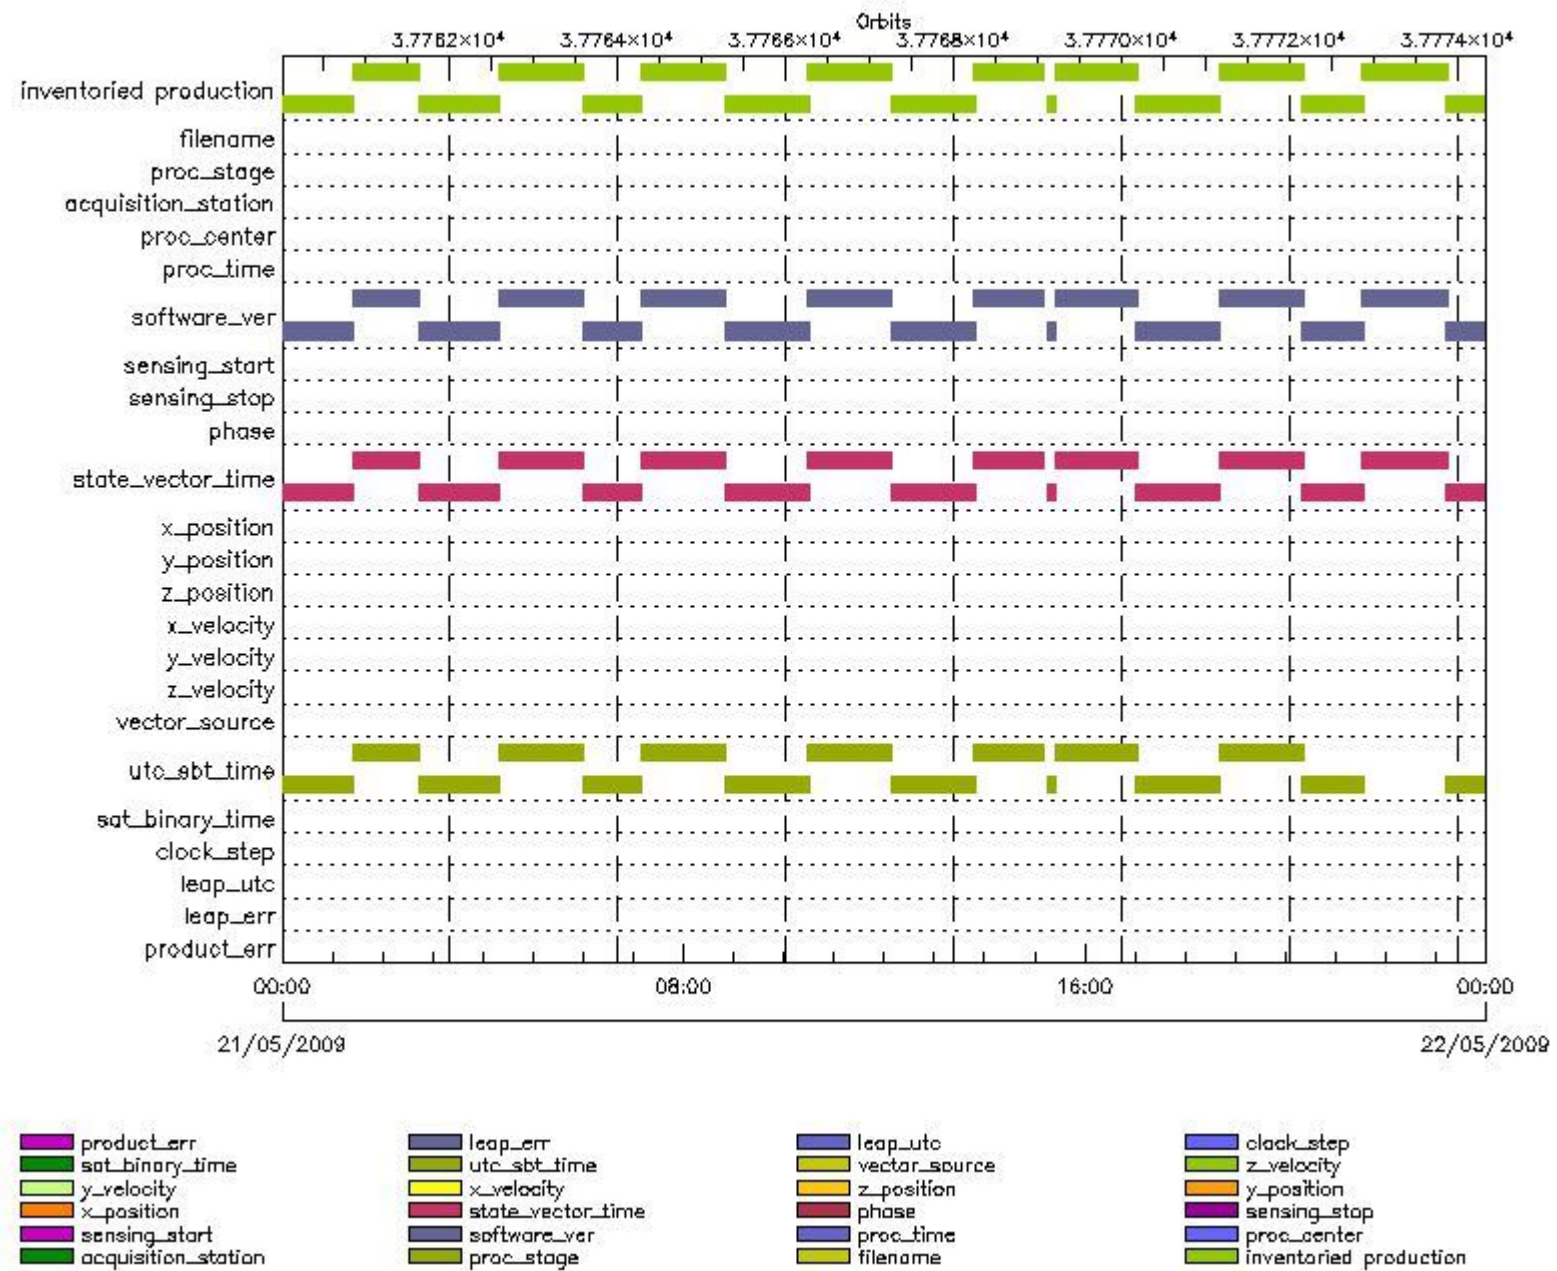 Orbits
3.7762×10⁴ 3.7764×10⁴ 3.7766×10⁴ 3.7768×10⁴ 3.7770×10⁴ 3.7772×10⁴ 3.7774×10⁴
inventoried production
filename
proc_stage
acquisition_station
proc_center
proc_time
software_ver
sensing_start
sensing_stop
phase
state_vector_time
x_position
y_position
z_position
x_velocity
y_velocity
z_velocity
vector_source
utc_sbt_time
sat_binary_time
clock_step
leap_utc
leap_err
product_err
00:00 08:00 16:00 00:00
21/05/2009 22/05/2009
product_err leap_err leap_utc clock_step
sat_binary_time utc_sbt_time vector_source z_velocity
y_velocity x_velocity z_position y_position
x_position state_vector_time phase sensing_stop
sensing_start software_ver proc_time proc_center
acquisition_station proc_stage filename inventoried production